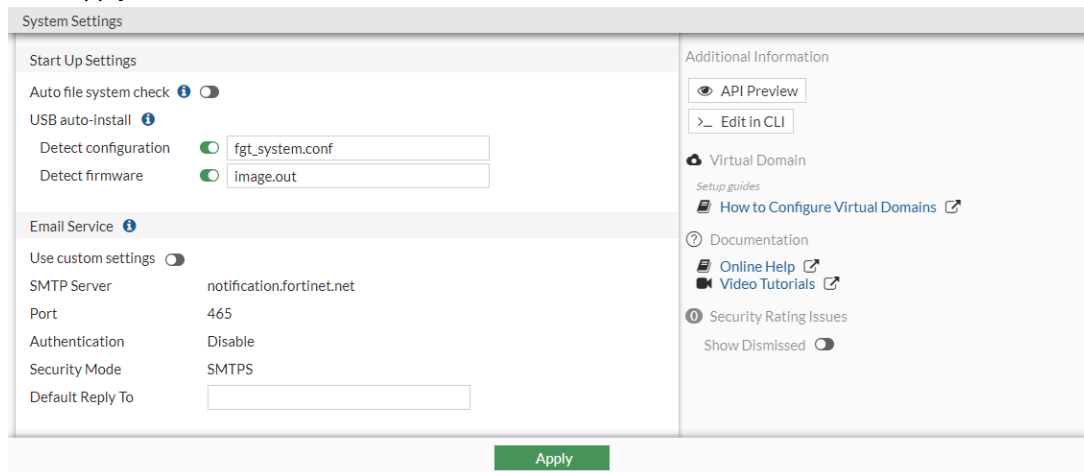 System Settings
Start Up Settings
Auto file system check
USB auto-install
Detect configuration fgt_system.conf
Detect firmware image.out
Email Service
Use custom settings
SMTP Server notification.fortinet.net
Port 465
Authentication Disable
Security Mode SMTPS
Default Reply To
Additional Information
API Preview
>_ Edit in CLI
Virtual Domain
Setup guides
How to Configure Virtual Domains
Documentation
Online Help
Video Tutorials
0 Security Rating Issues
Show Dismissed
Apply